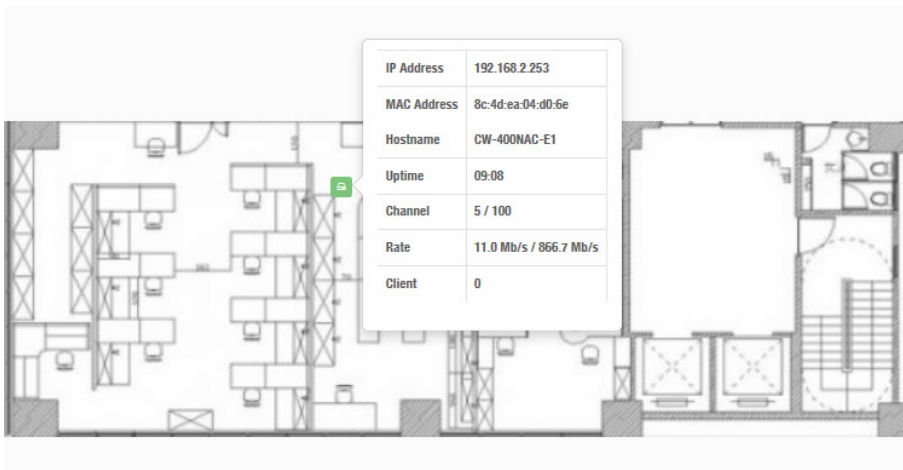 IP Address 192.168.2.253
MAC Address 8c:4d:ea:04:d0:6e
Hostname CW-400NAC-E1
Uptime 09:08
Channel 5 / 100
Rate 11.0 Mb/s / 866.7 Mb/s
Client 0
70